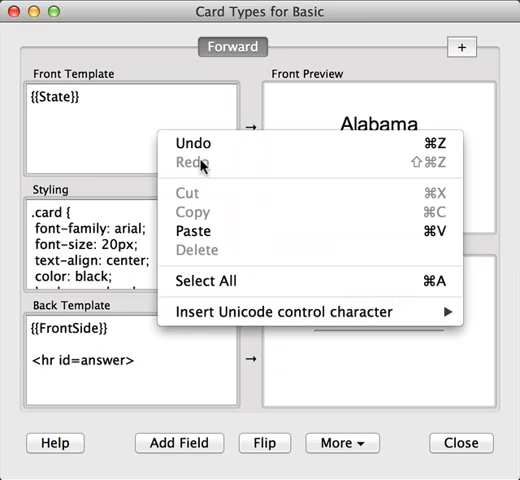 Card Types for Basic
Forward
+
Front Template
Front Preview
{{State}}
→
Alabama
Undo ⌘Z
Redo ⇧⌘Z
Cut ⌘X
Copy ⌘C
Paste ⌘V
Delete
Select All ⌘A
Insert Unicode control character
Styling
.card {
font-family: arial;
font-size: 20px;
text-align: center;
color: black;
Back Template
{{FrontSide}}
<hr id=answer>
→
Help
Add Field
Flip
More
Close